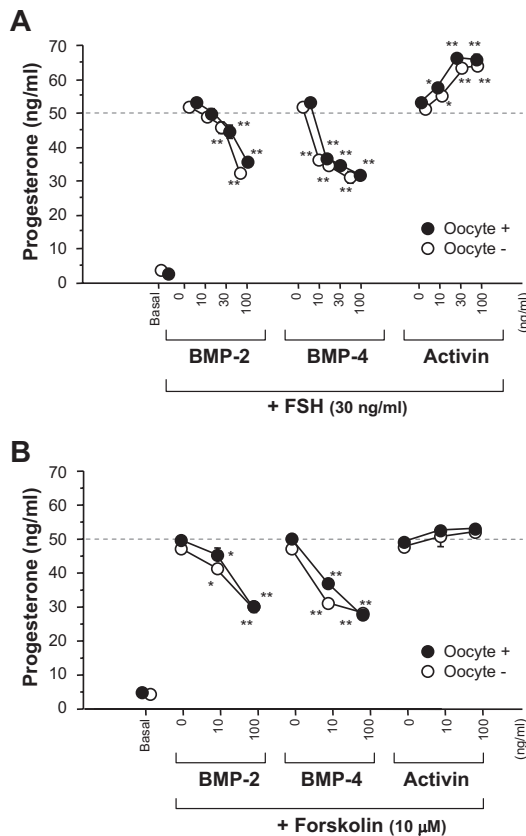 A
Progesterone (ng/ml)
70
60
50
40
30
20
10
0
** ** ** ** ** **
** ** ** ** ** **
* ** ** * ** **
Oocyte +
Oocyte -
Basal 0 10 30 100 0 10 30 100 0 10 30 100 (ng/ml)
BMP-2 BMP-4 Activin
+ FSH (30 ng/ml)
B
Progesterone (ng/ml)
70
60
50
40
30
20
10
0
* * ** **
** ** ** **
Oocyte +
Oocyte -
Basal 0 10 100 0 10 100 0 10 100 (ng/ml)
BMP-2 BMP-4 Activin
+ Forskolin (10 µM)